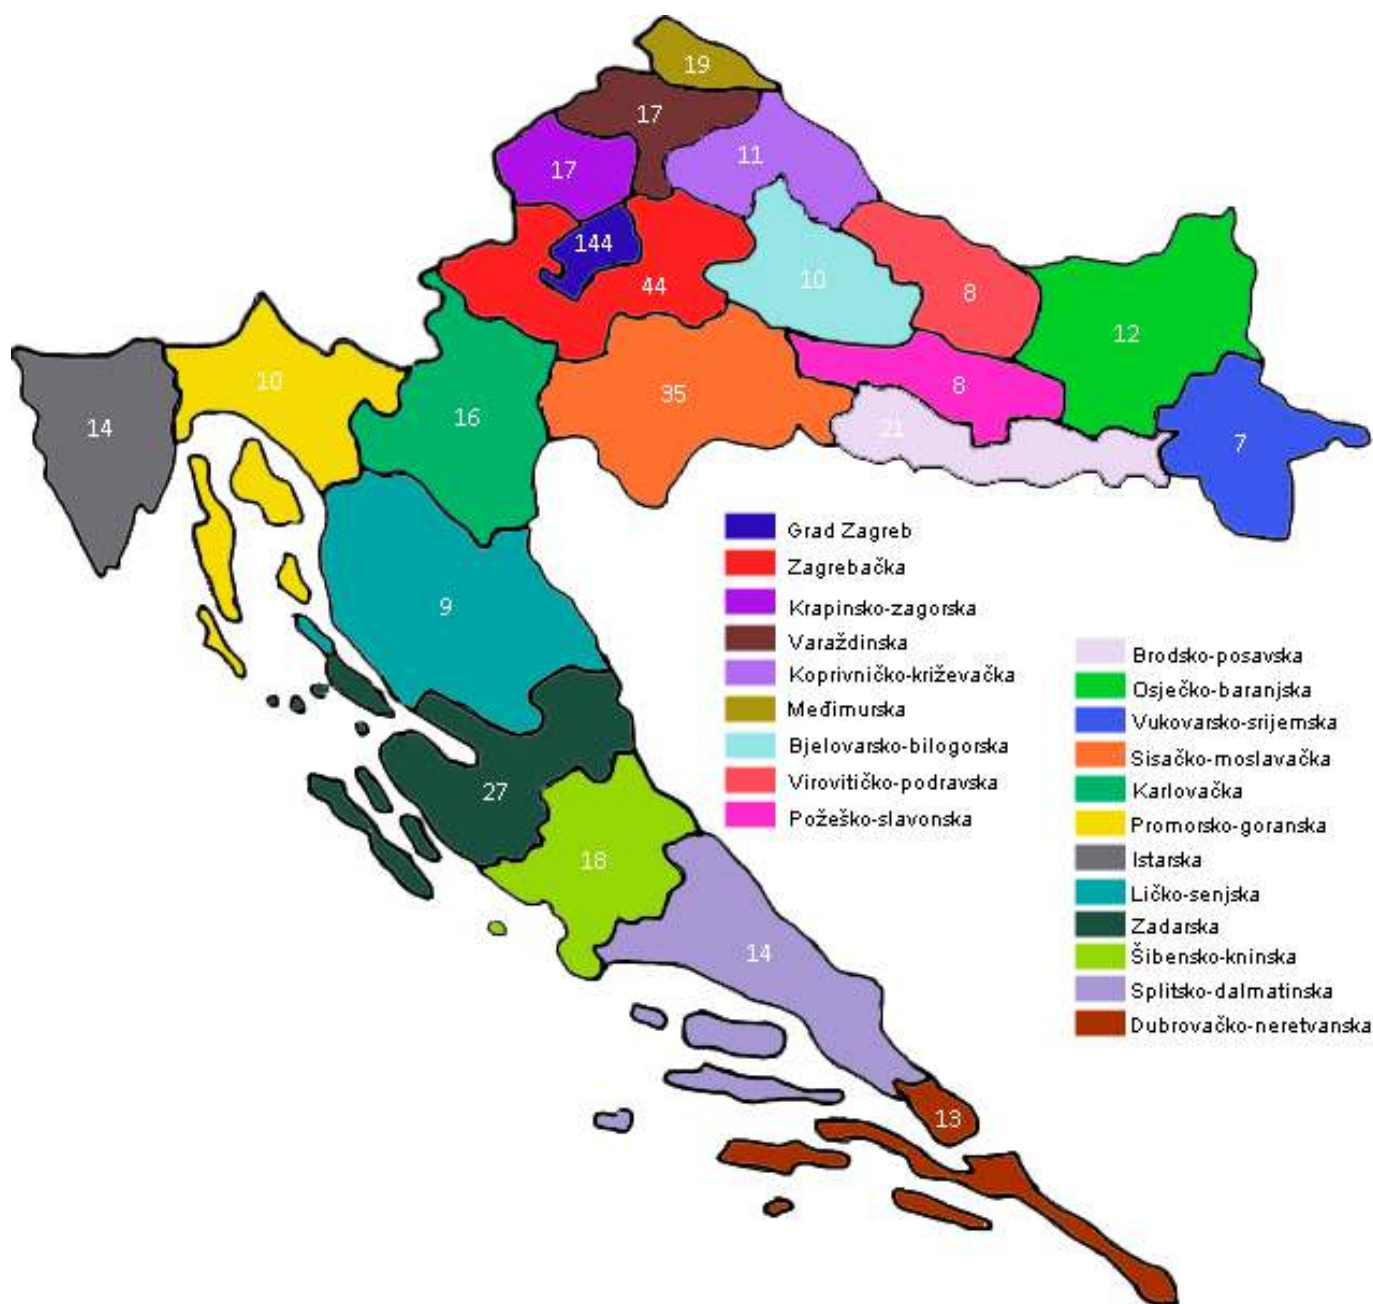 19
17
17
11
144
44
10
8
12
10
14
16
35
8
21
7
9
27
18
14
13
Grad Zagreb
Zagrebačka
Krapinsko-zagorska
Varaždinska
Koprivničko-križevačka
Međimurska
Bjelovarsko-bilogorska
Virovitičko-podravska
Požeško-slavonska
Brodsko-posavska
Osječko-baranjska
Vukovarsko-srijemska
Sisačko-moslavačka
Karlovačka
Promorsko-goranska
Istarska
Ličko-senjska
Zadarska
Šibensko-kninska
Splitsko-dalmatinska
Dubrovačko-neretvanska